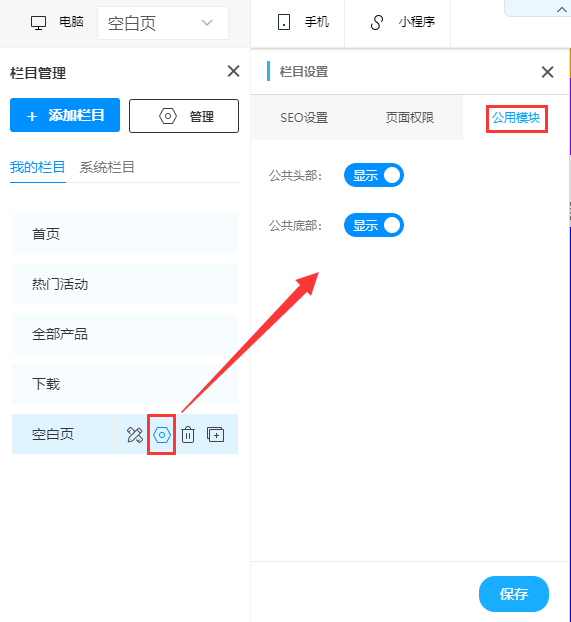 电脑
空白页
手机
小程序
栏目管理
+ 添加栏目
管理
我的栏目
系统栏目
首页
热门活动
全部产品
下载
空白页
栏目设置
SEO设置
页面权限
公用模块
公共头部：
显示
公共底部：
显示
保存